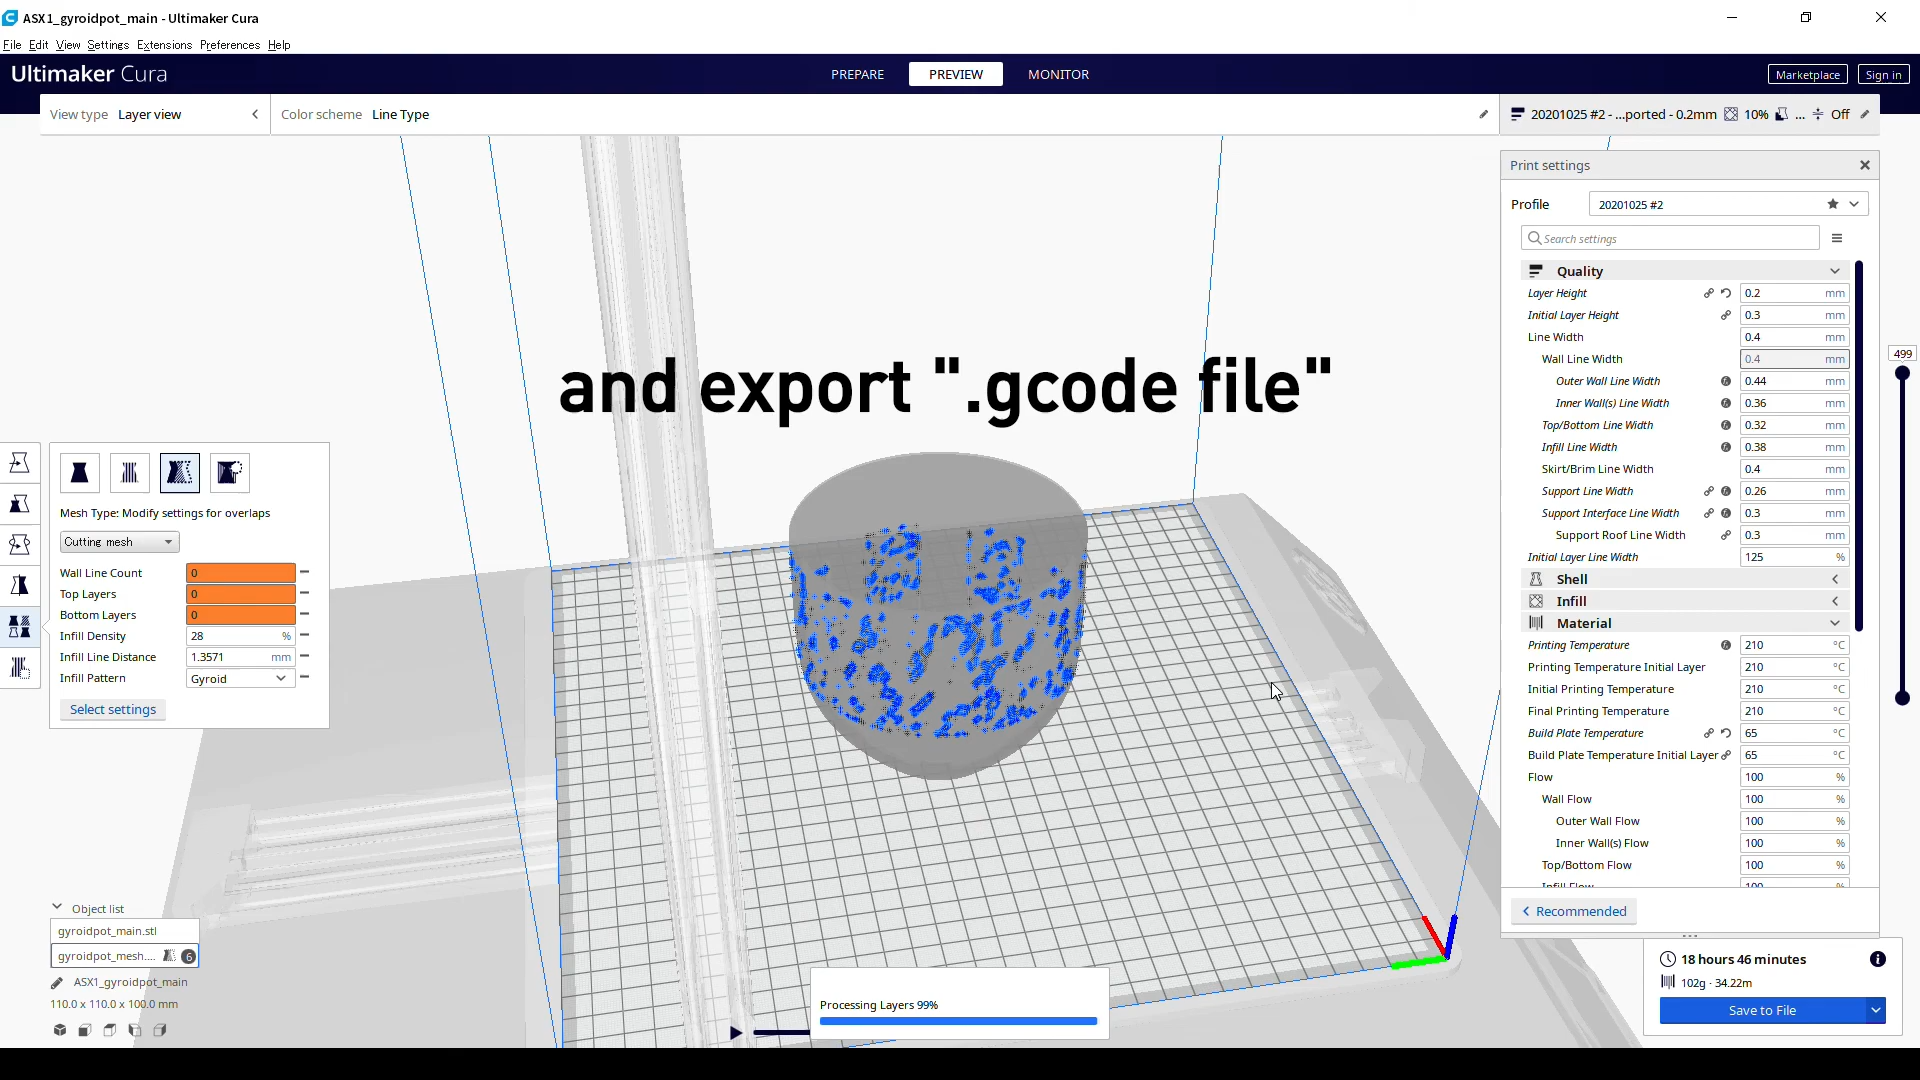 ASX1_gyroidpot_main - Ultimaker Cura
File Edit View Settings Extensions Preferences Help
Ultimaker Cura
PREPARE
PREVIEW
MONITOR
Marketplace
Sign in
View type Layer view
Color scheme Line Type
20201025 #2 - ...ported - 0.2mm 10% ... Off
Print settings
Profile 20201025 #2
Search settings
Quality
Layer Height 0.2 mm
Initial Layer Height 0.3 mm
Line Width 0.4 mm
Wall Line Width 0.4 mm
Outer Wall Line Width 0.44 mm
Inner Wall(s) Line Width 0.36 mm
Top/Bottom Line Width 0.32 mm
Infill Line Width 0.38 mm
Skirt/Brim Line Width 0.4 mm
Support Line Width 0.26 mm
Support Interface Line Width 0.3 mm
Support Roof Line Width 0.3 mm
Initial Layer Line Width 125 %
Shell
Infill
Material
Printing Temperature 210 °C
Printing Temperature Initial Layer 210 °C
Initial Printing Temperature 210 °C
Final Printing Temperature 210 °C
Build Plate Temperature 65 °C
Build Plate Temperature Initial Layer 65 °C
Flow 100 %
Wall Flow 100 %
Outer Wall Flow 100 %
Inner Wall(s) Flow 100 %
Top/Bottom Flow 100 %
Infill Flow 100 %
Recommended
499
and export ".gcode file"
Mesh Type: Modify settings for overlaps
Cutting mesh
Wall Line Count 0
Top Layers 0
Bottom Layers 0
Infill Density 28 %
Infill Line Distance 1.3571 mm
Infill Pattern Gyroid
Select settings
Object list
gyroidpot_main.stl
gyroidpot_mesh.... 6
ASX1_gyroidpot_main
110.0 x 110.0 x 100.0 mm
Processing Layers 99%
18 hours 46 minutes
102g · 34.22m
Save to File